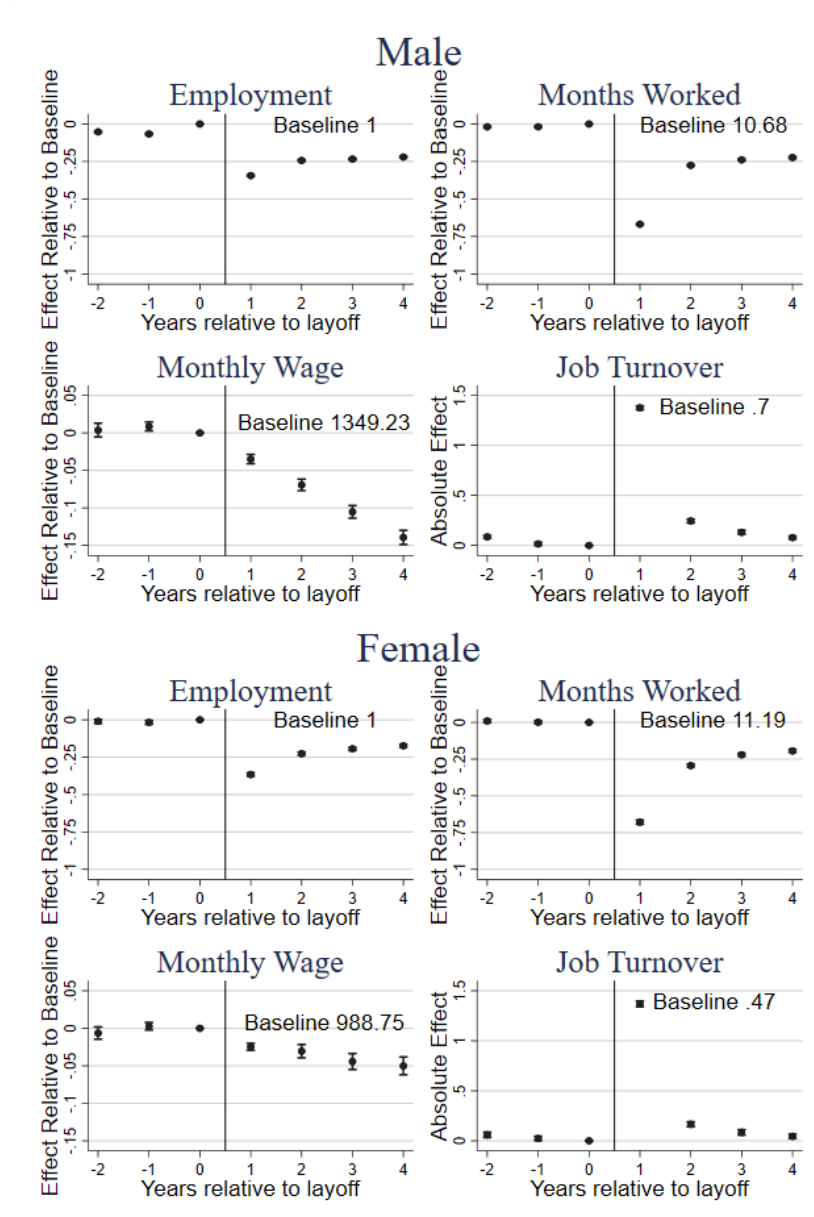 Male
Employment
Effect Relative to Baseline
0
-.25
-.5
-.75
-1
Baseline 1
-2 -1 0 1 2 3 4
Years relative to layoff
Months Worked
Effect Relative to Baseline
0
-.25
-.5
-.75
-1
Baseline 10.68
-2 -1 0 1 2 3 4
Years relative to layoff
Monthly Wage
Effect Relative to Baseline
.05
0
-.05
-.1
-.15
Baseline 1349.23
-2 -1 0 1 2 3 4
Years relative to layoff
Job Turnover
Absolute Effect
1.5
1
.5
0
Baseline .7
-2 -1 0 1 2 3 4
Years relative to layoff
Female
Employment
Effect Relative to Baseline
0
-.25
-.5
-.75
-1
Baseline 1
-2 -1 0 1 2 3 4
Years relative to layoff
Months Worked
Effect Relative to Baseline
0
-.25
-.5
-.75
-1
Baseline 11.19
-2 -1 0 1 2 3 4
Years relative to layoff
Monthly Wage
Effect Relative to Baseline
.05
0
-.05
-.1
-.15
Baseline 988.75
-2 -1 0 1 2 3 4
Years relative to layoff
Job Turnover
Absolute Effect
1.5
1
.5
0
Baseline .47
-2 -1 0 1 2 3 4
Years relative to layoff